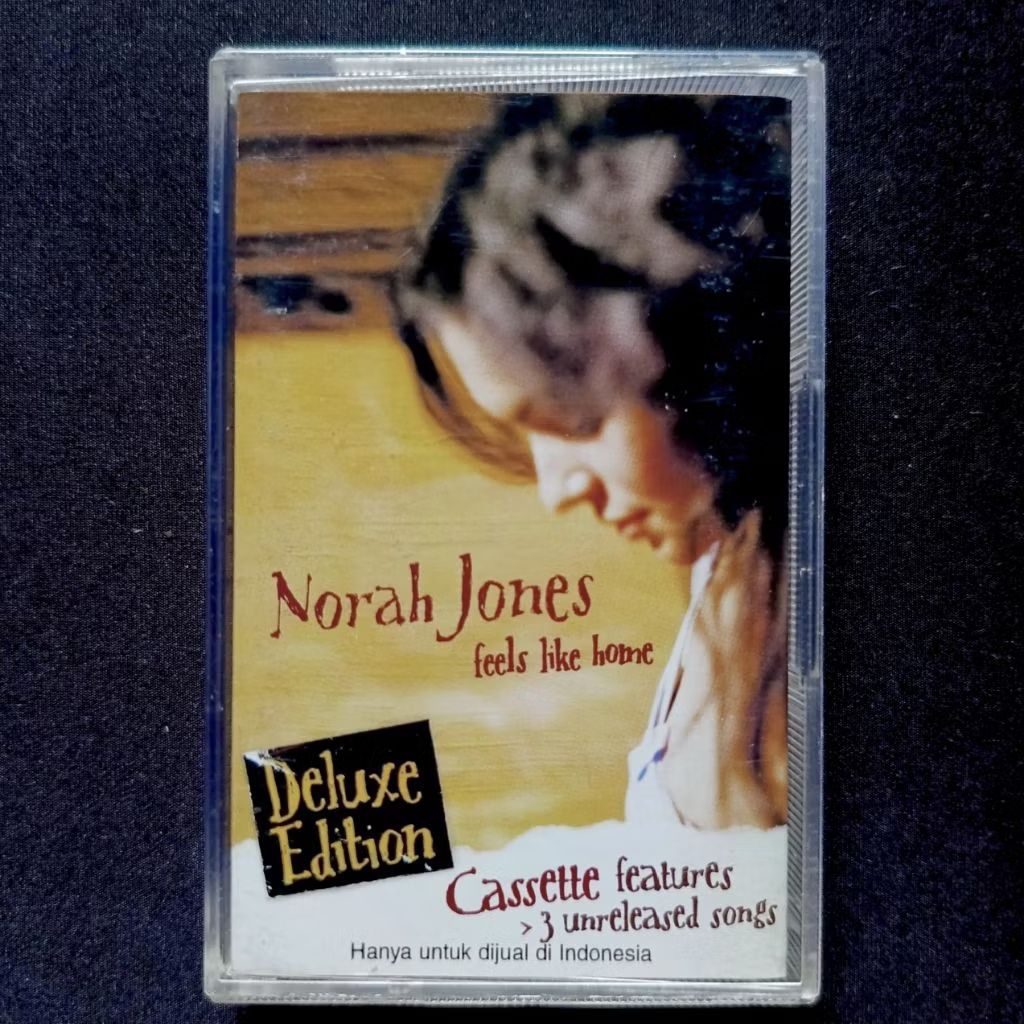 Norah Jones
feels like home
Deluxe
Edition
Cassette features
> 3 unreleased songs
Hanya untuk dijual di Indonesia